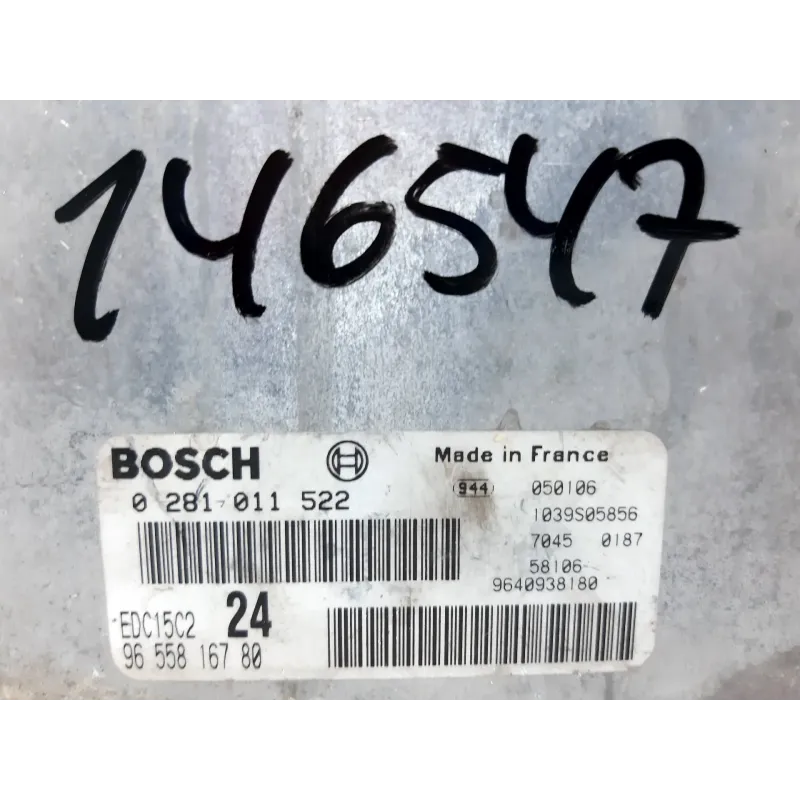 146547
BOSCH Made in France
0 281 011 522
944 050106
1039S05856
7045 0187
58106
9640938180
EDC15C2 24
96 558 167 80